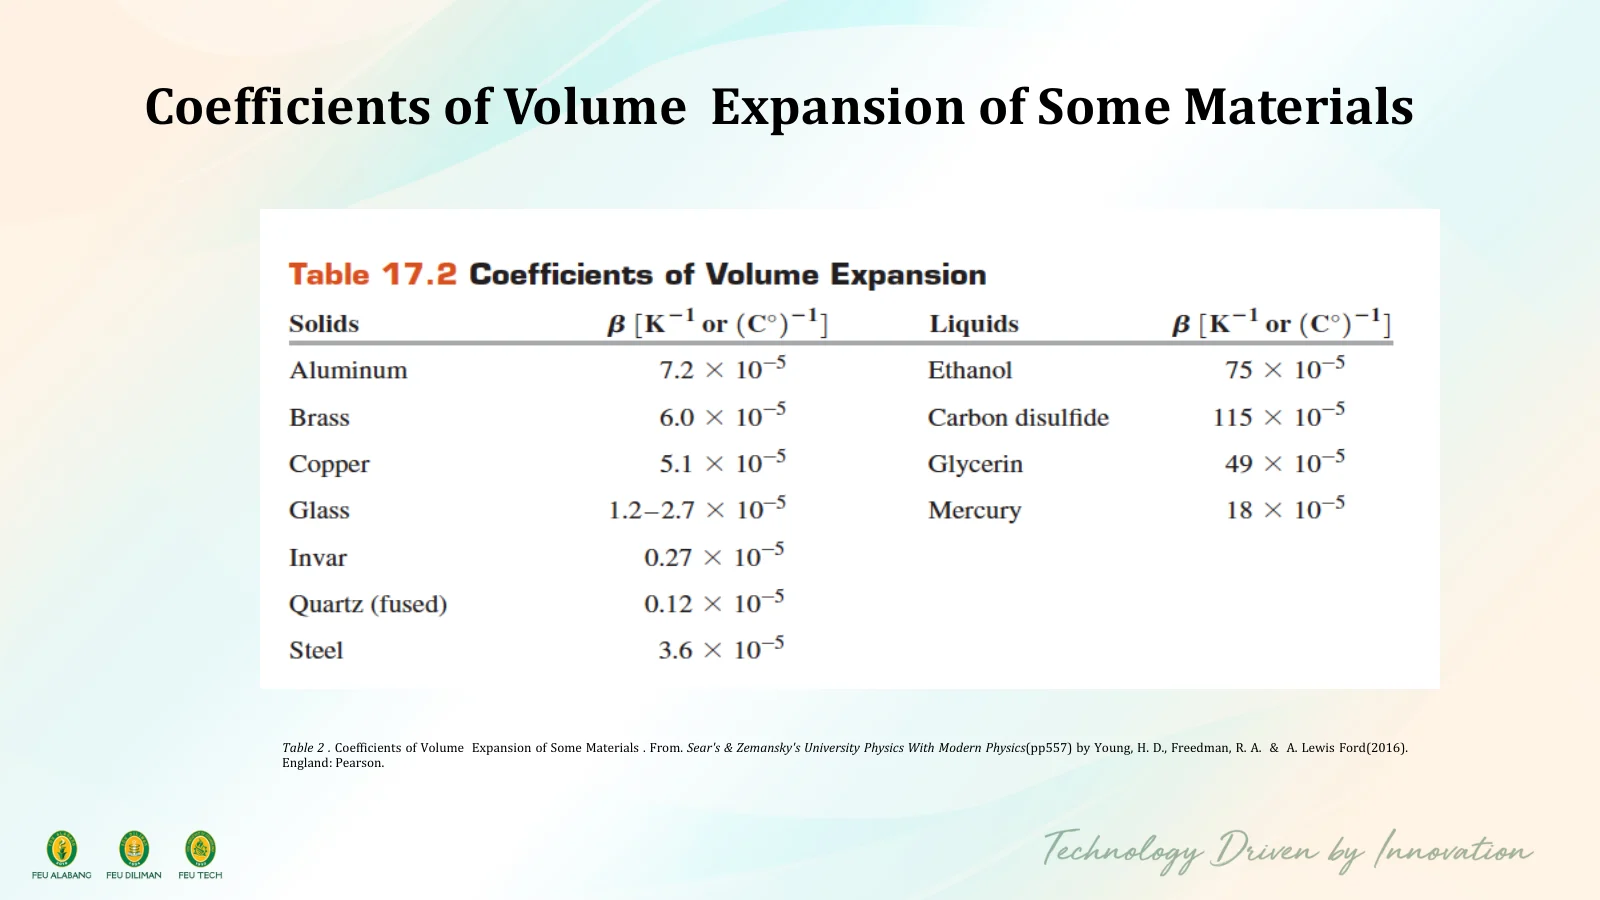 Coefficients of Volume  Expansion of Some Materials
Table 17.2 Coefficients of Volume Expansion
Solids β [K⁻¹ or (C°)⁻¹] Liquids β [K⁻¹ or (C°)⁻¹]
Aluminum 7.2 × 10⁻⁵ Ethanol 75 × 10⁻⁵
Brass 6.0 × 10⁻⁵ Carbon disulfide 115 × 10⁻⁵
Copper 5.1 × 10⁻⁵ Glycerin 49 × 10⁻⁵
Glass 1.2–2.7 × 10⁻⁵ Mercury 18 × 10⁻⁵
Invar 0.27 × 10⁻⁵
Quartz (fused) 0.12 × 10⁻⁵
Steel 3.6 × 10⁻⁵
Table 2 . Coefficients of Volume  Expansion of Some Materials . From. Sear's & Zemansky's University Physics With Modern Physics(pp557) by Young, H. D., Freedman, R. A.  &  A. Lewis Ford(2016).
England: Pearson.
FEU ALABANG FEU DILIMAN FEU TECH
Technology Driven by Innovation